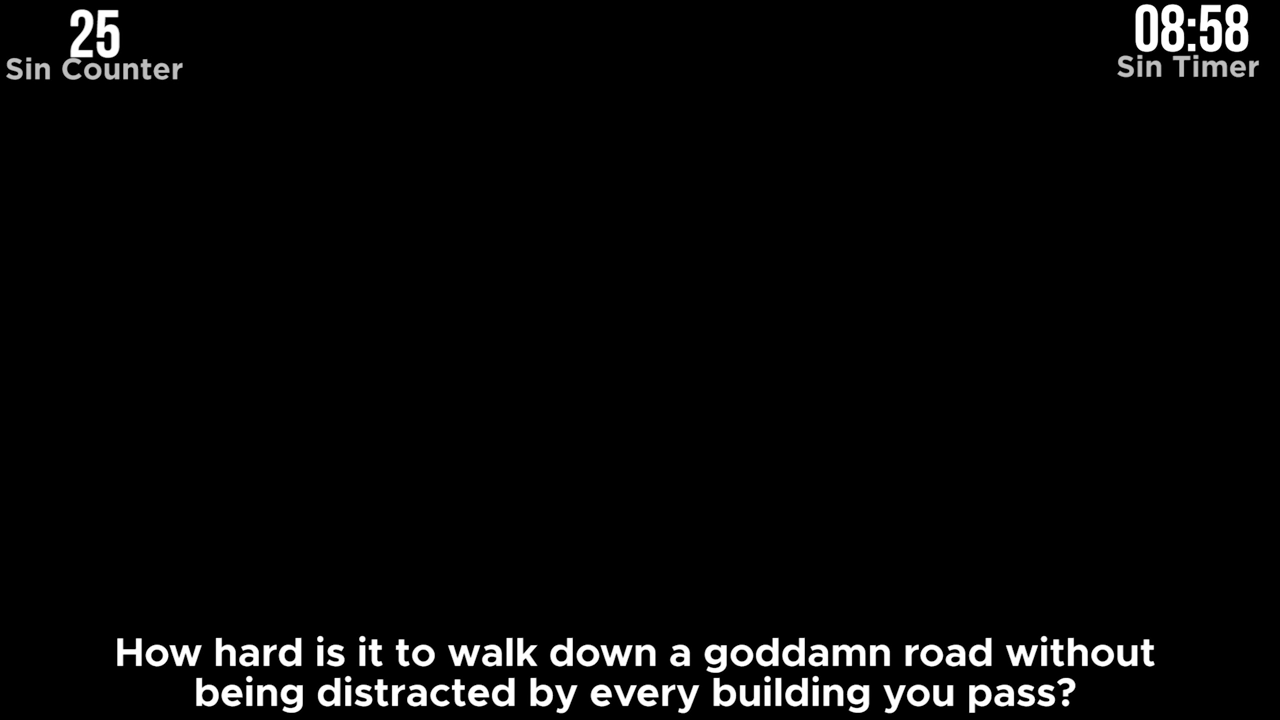 25
Sin Counter
08:58
Sin Timer
How hard is it to walk down a goddamn road without
being distracted by every building you pass?